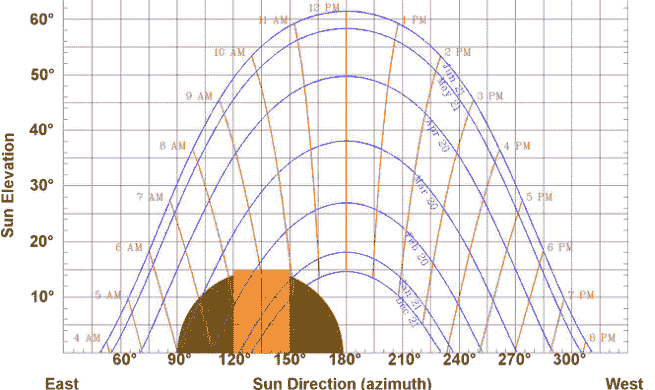 60°
12 PM
11 AM
1 PM
10 AM
2 PM
50°
Jun 21
May 21
9 AM
3 PM
40°
Apr 20
8 AM
4 PM
30°
Mar 20
7 AM
5 PM
20°
Feb 20
6 AM
6 PM
10°
Jan 21
Dec 21
5 AM
7 PM
4 AM
8 PM
Sun Elevation
60° 90° 120° 150° 180° 210° 240° 270° 300°
East Sun Direction (azimuth) West